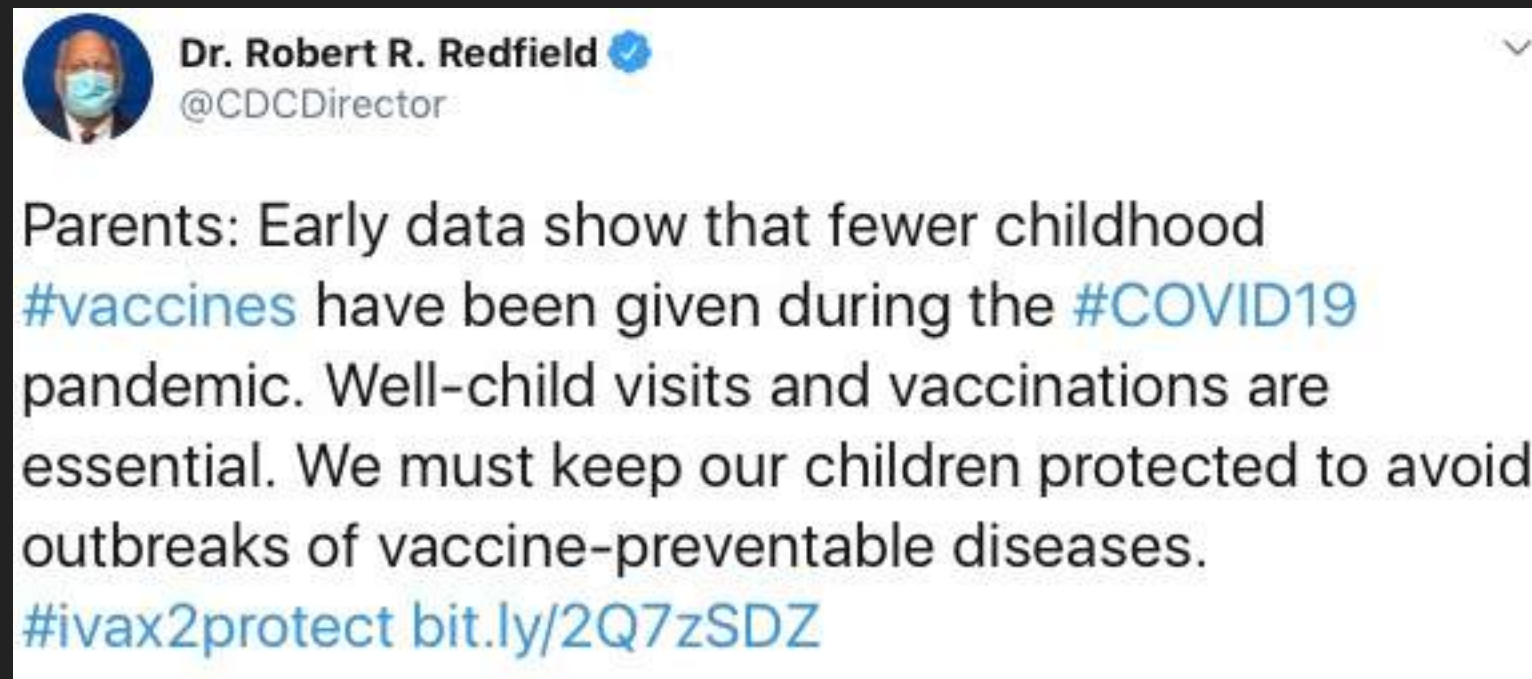 Dr. Robert R. Redfield
@CDCDirector
Parents: Early data show that fewer childhood
#vaccines have been given during the #COVID19
pandemic. Well-child visits and vaccinations are
essential. We must keep our children protected to avoid
outbreaks of vaccine-preventable diseases.
#ivax2protect bit.ly/2Q7zSDZ